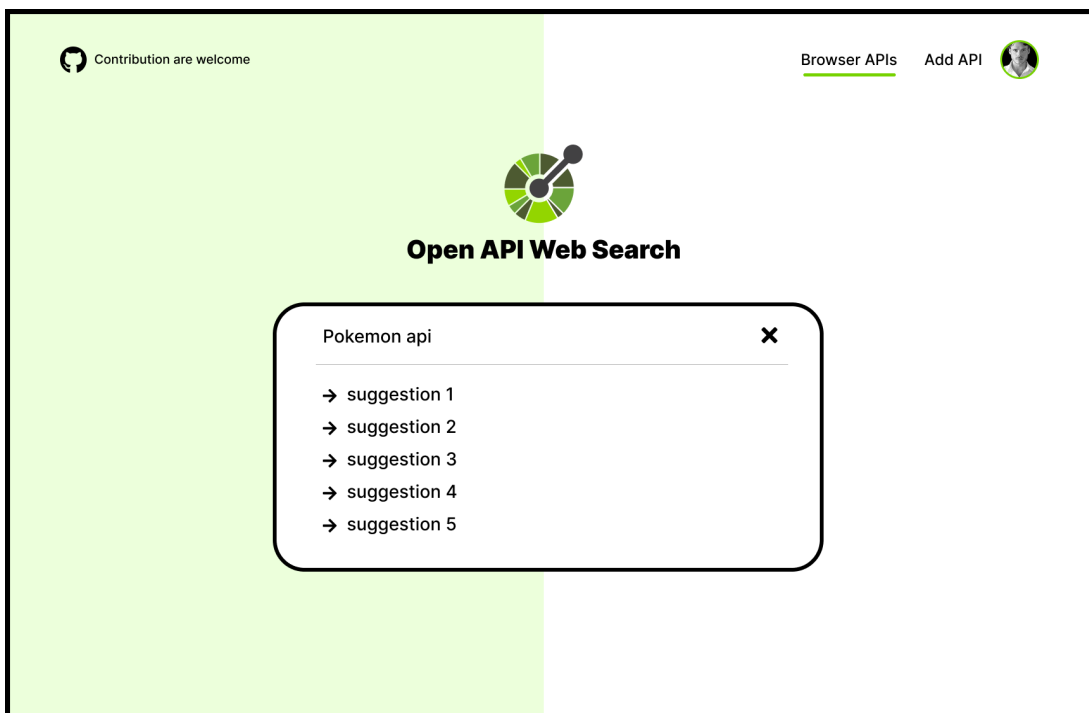 Contribution are welcome
Browser APIs
Add API
Open API Web Search
Pokemon api
suggestion 1
suggestion 2
suggestion 3
suggestion 4
suggestion 5